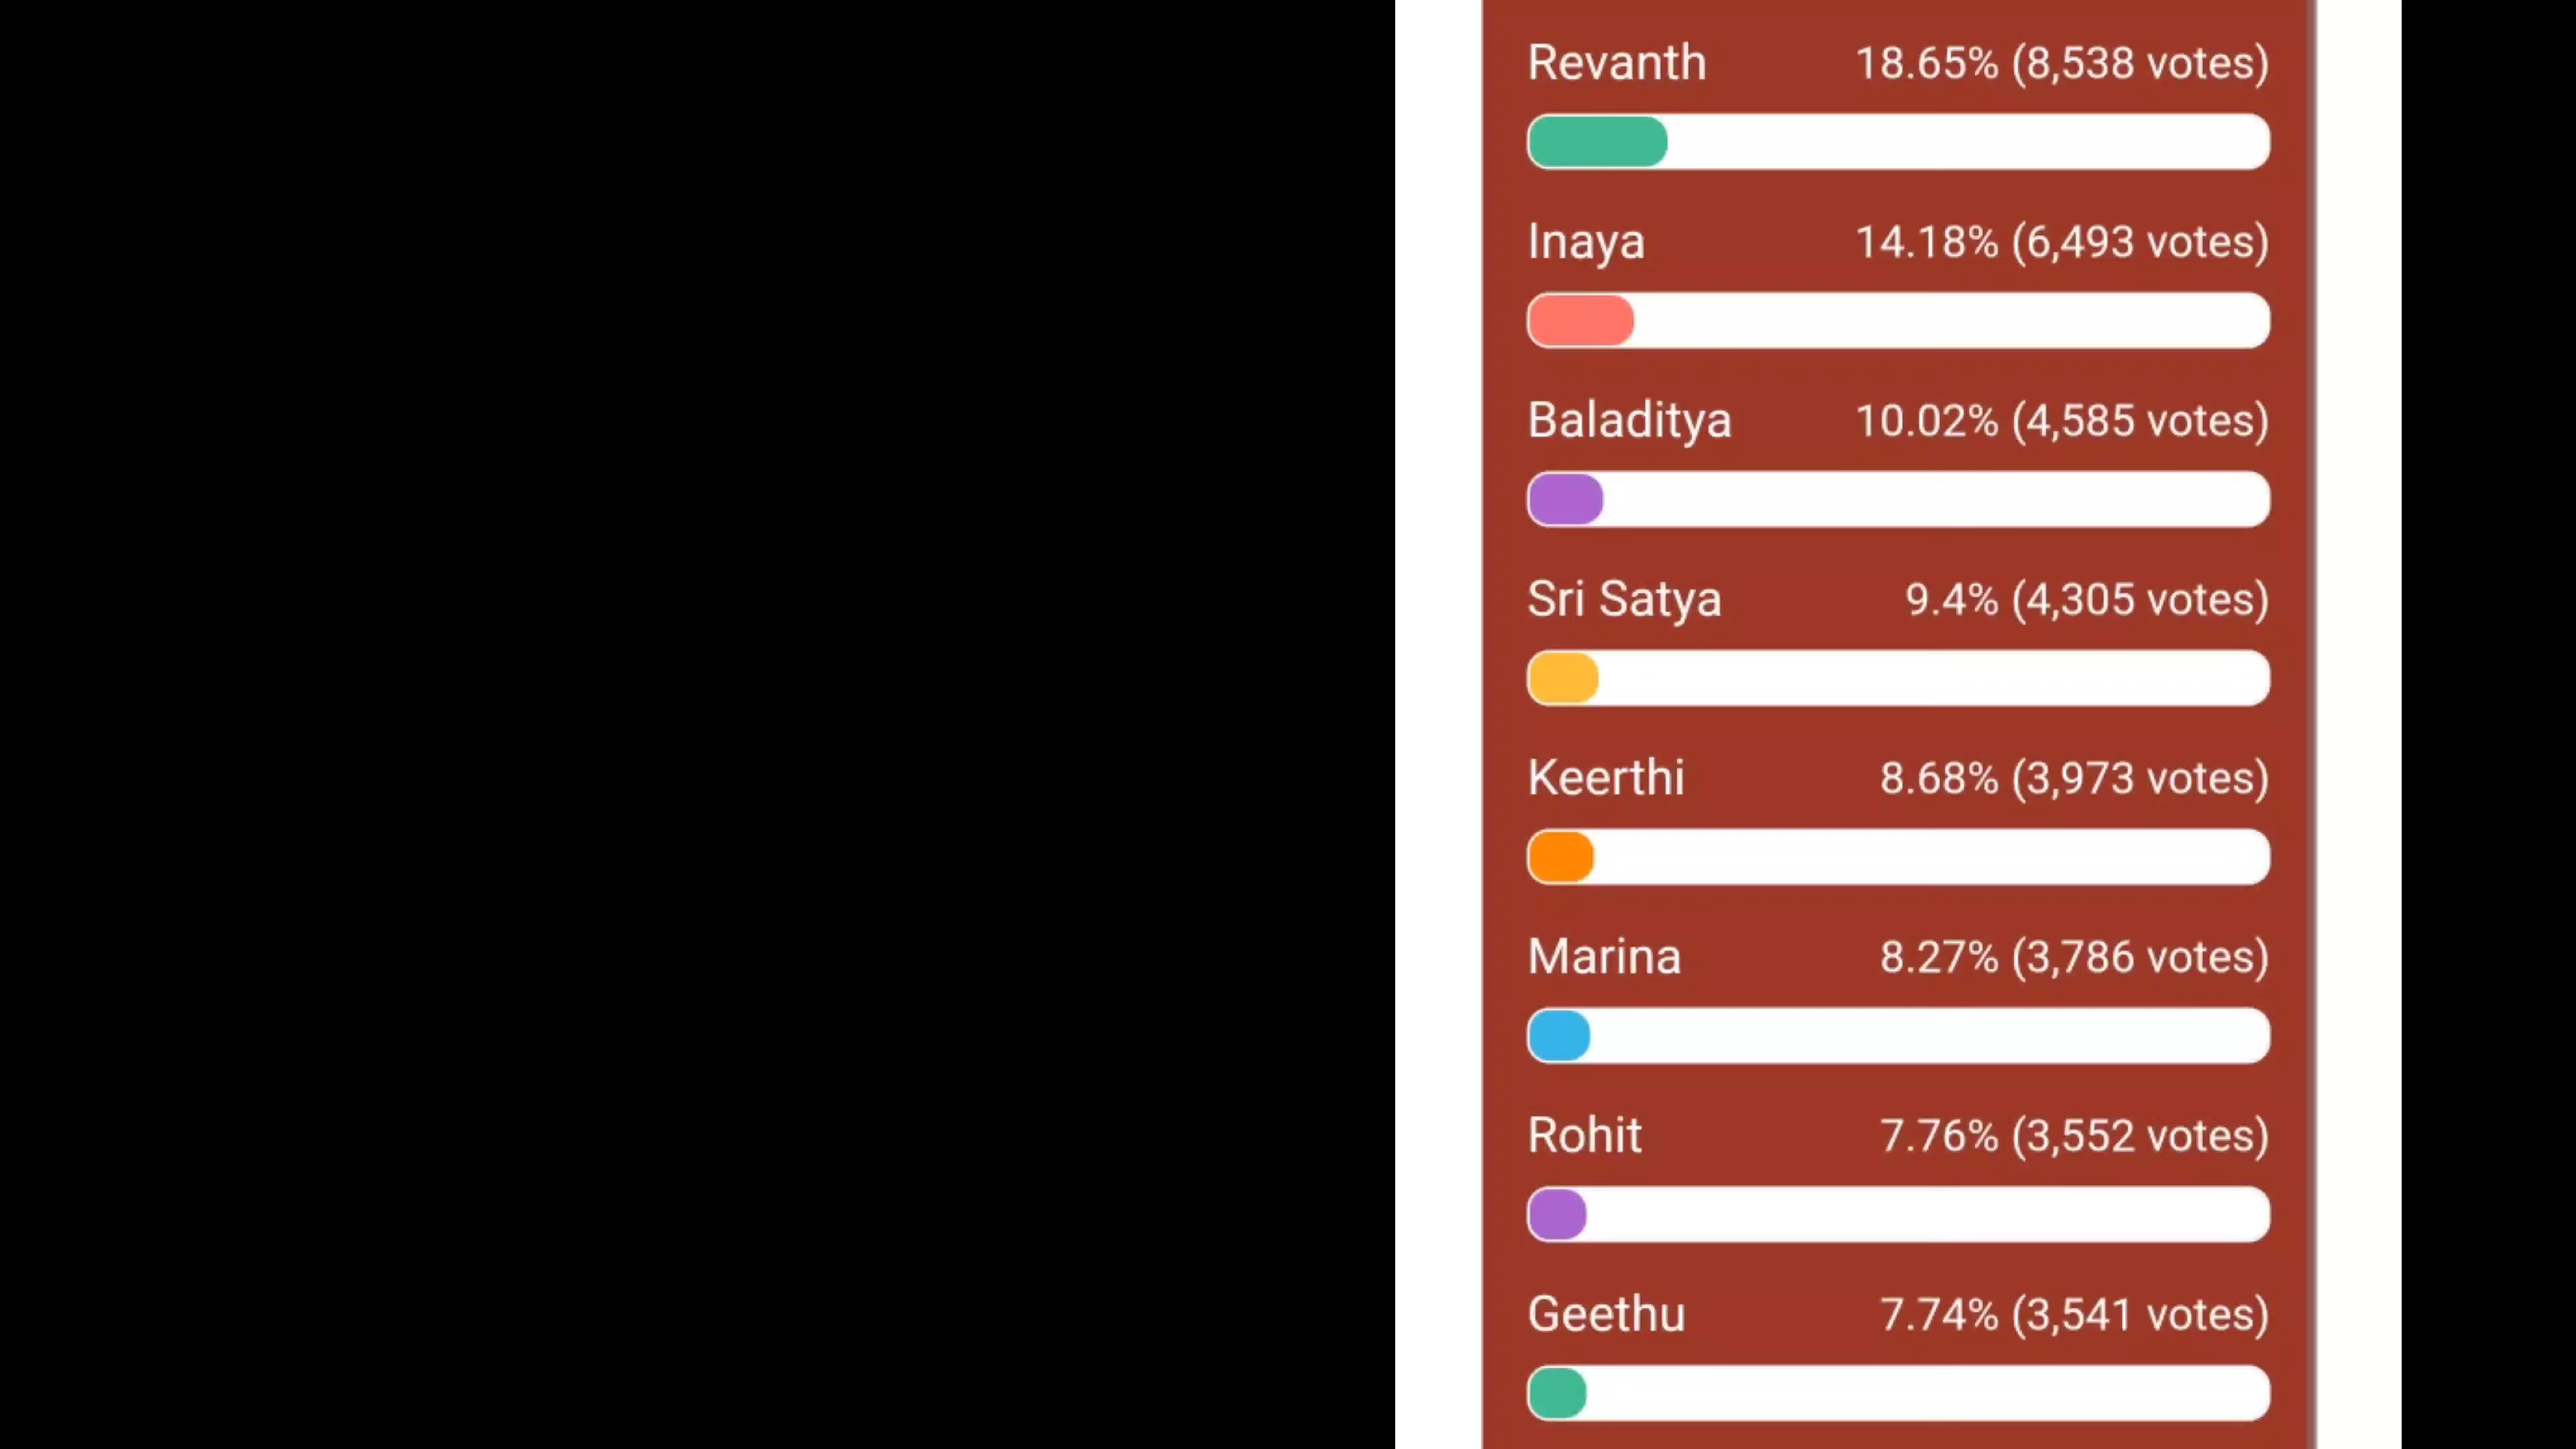 Revanth 18.65% (8,538 votes)
Inaya 14.18% (6,493 votes)
Baladitya 10.02% (4,585 votes)
Sri Satya 9.4% (4,305 votes)
Keerthi 8.68% (3,973 votes)
Marina 8.27% (3,786 votes)
Rohit 7.76% (3,552 votes)
Geethu 7.74% (3,541 votes)